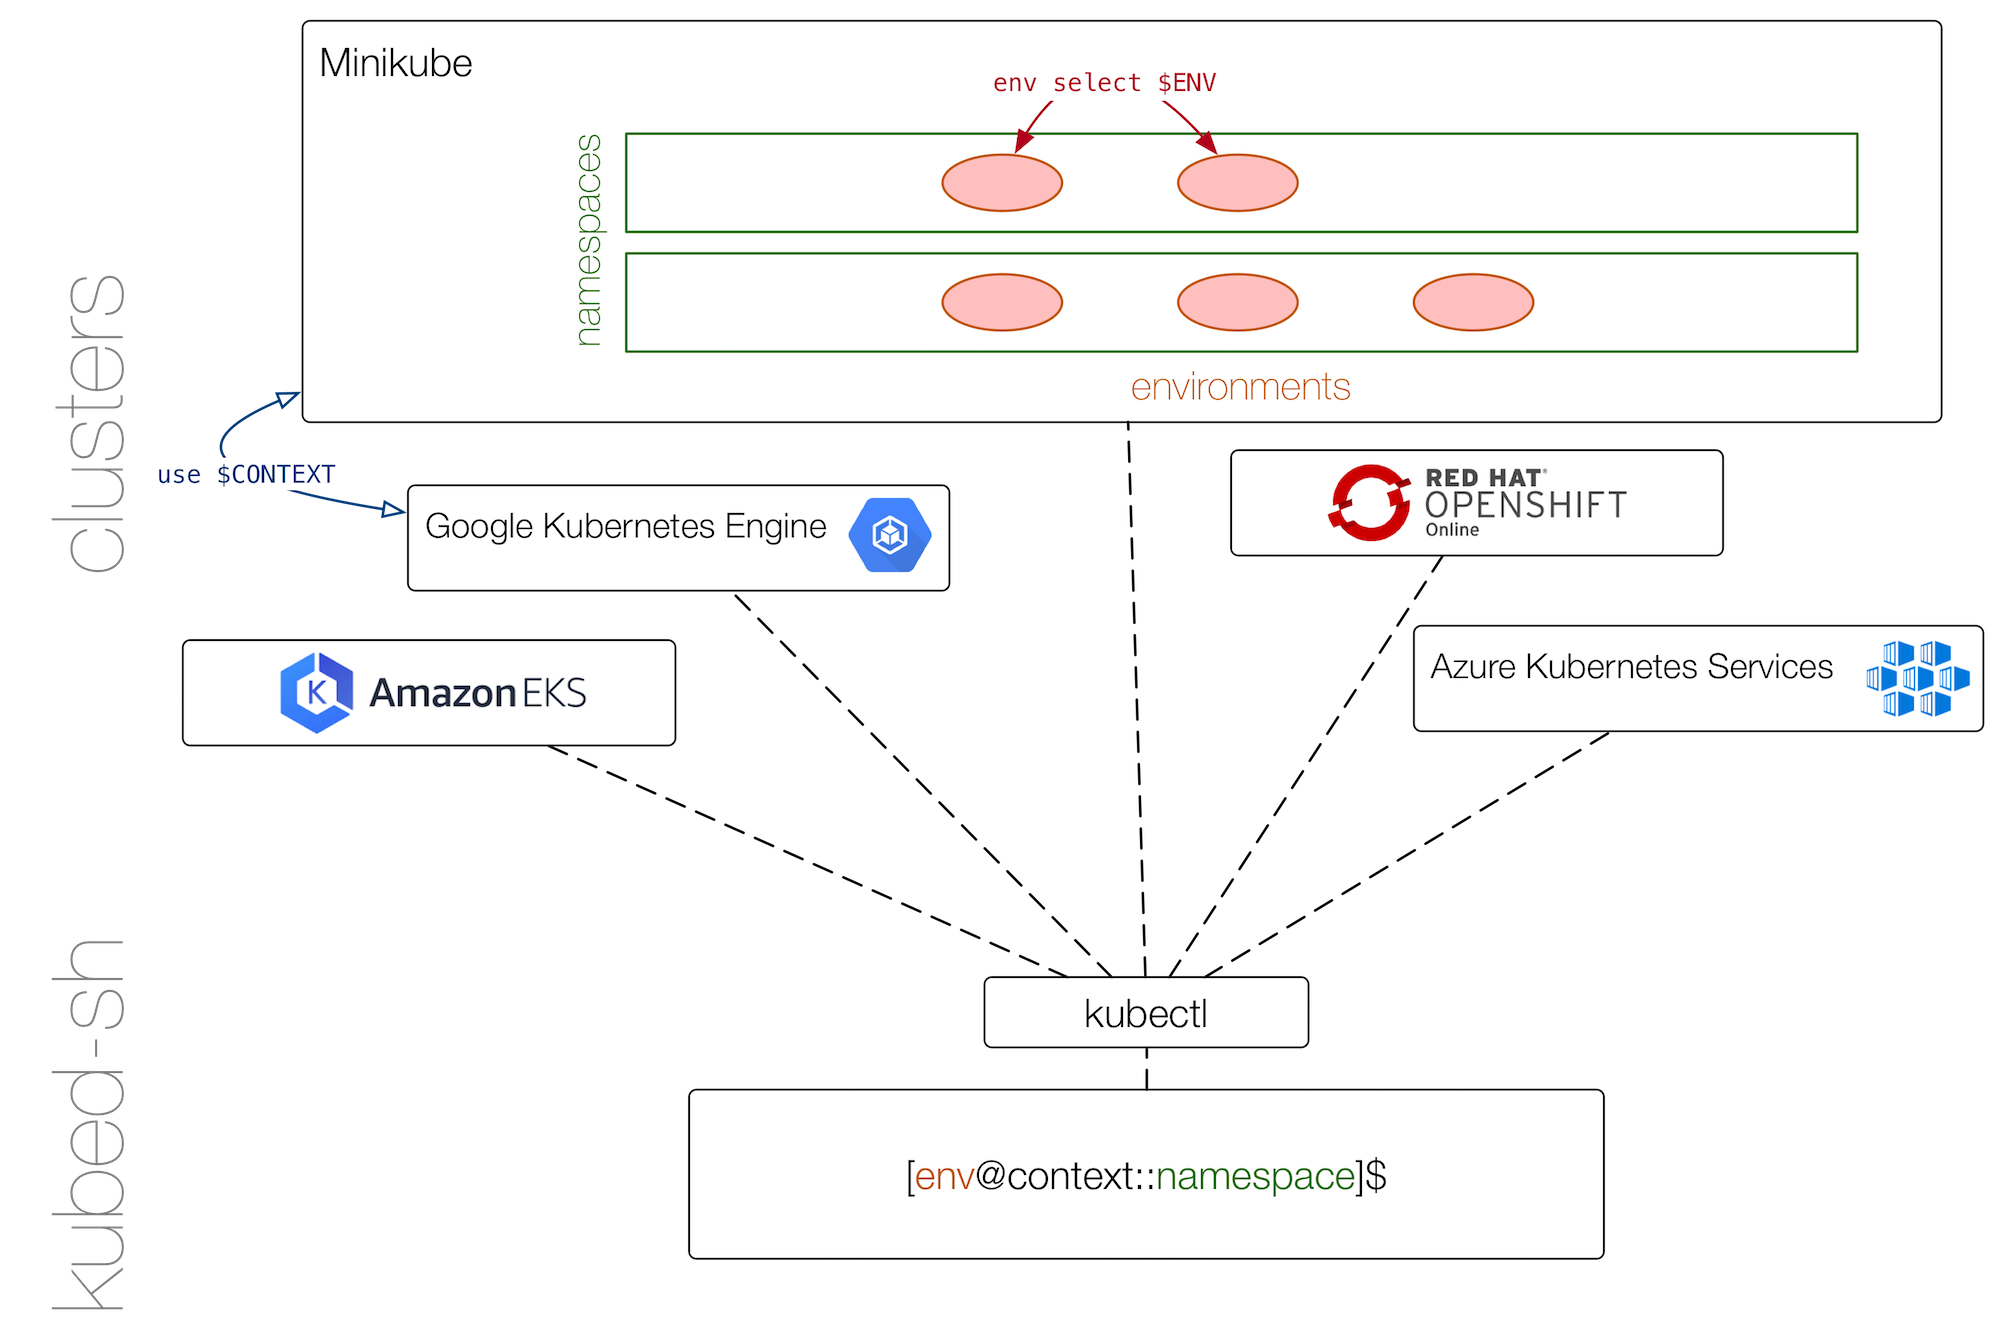 Minikube
env select $ENV
namespaces
environments
clusters
use $CONTEXT
Google Kubernetes Engine
RED HAT®
OPENSHIFT
Online
K
Amazon EKS
Azure Kubernetes Services
kubed-sh
kubectl
[env@context::namespace]$